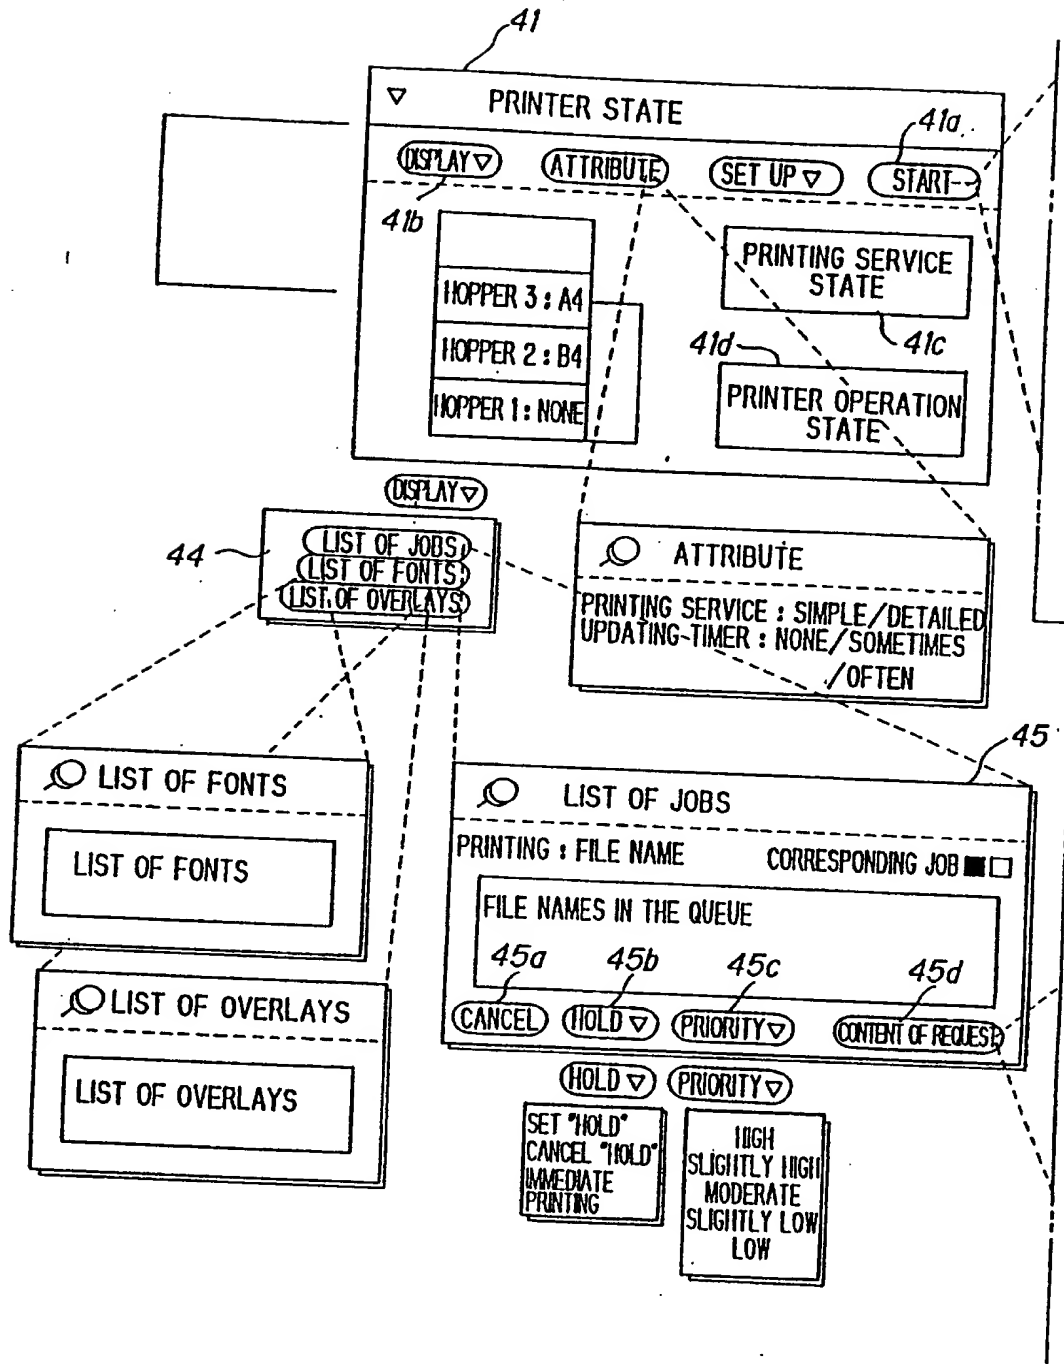 41
PRINTER STATE
41a
DISPLAY ▽
ATTRIBUTE
SET UP ▽
START
41b
PRINTING SERVICE
STATE
41c
HOPPER 3 : A4
HOPPER 2 : B4
HOPPER 1 : NONE
41d
PRINTER OPERATION
STATE
DISPLAY ▽
44
LIST OF JOBS
LIST OF FONTS
LIST OF OVERLAYS
ATTRIBUTE
PRINTING SERVICE : SIMPLE/DETAILED
UPDATING-TIMER : NONE/SOMETIMES
/OFTEN
45
LIST OF FONTS
LIST OF FONTS
LIST OF JOBS
PRINTING : FILE NAME
CORRESPONDING JOB
FILE NAMES IN THE QUEUE
45a
45b
45c
45d
CANCEL
HOLD ▽
PRIORITY ▽
CONTENT OF REQUEST
LIST OF OVERLAYS
LIST OF OVERLAYS
HOLD ▽
PRIORITY ▽
SET "HOLD"
CANCEL "HOLD"
IMMEDIATE
PRINTING
HIGH
SLIGHTLY HIGH
MODERATE
SLIGHTLY LOW
LOW